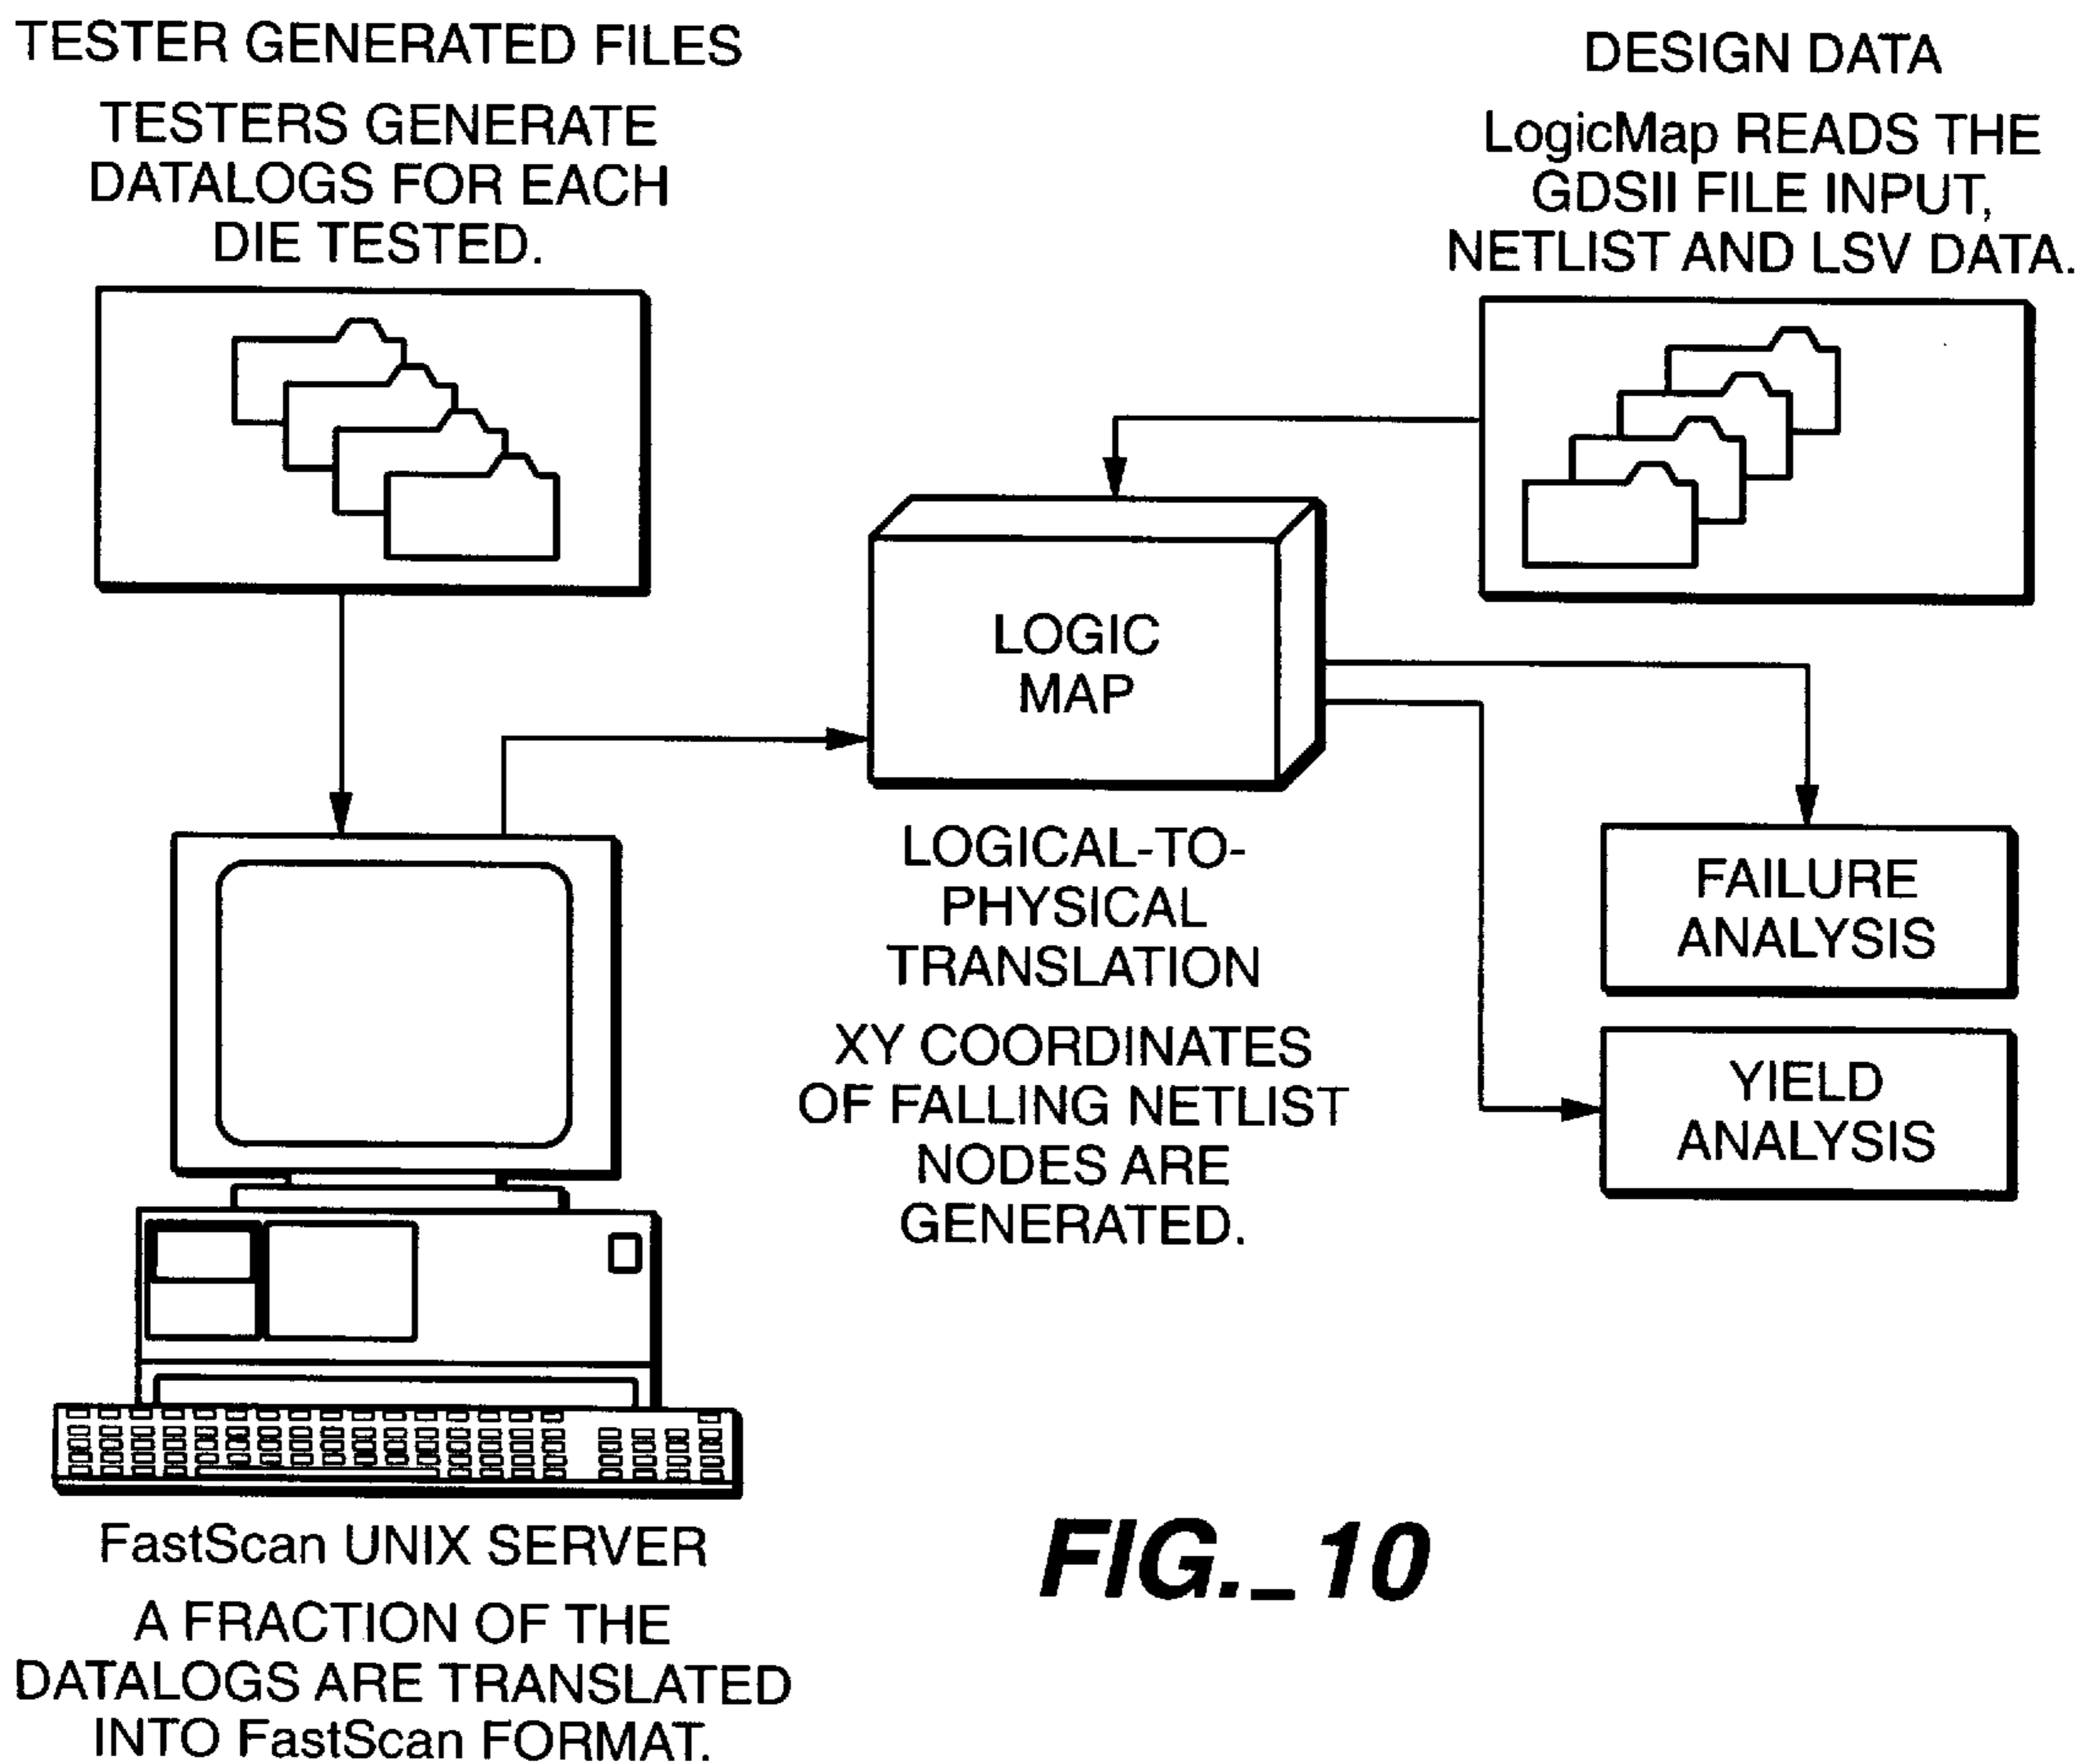 TESTER GENERATED FILES
TESTERS GENERATE
DATALOGS FOR EACH
DIE TESTED.
DESIGN DATA
LogicMap READS THE
GDSII FILE INPUT,
NETLIST AND LSV DATA.
LOGIC
MAP
LOGICAL-TO-
PHYSICAL
TRANSLATION
XY COORDINATES
OF FALLING NETLIST
NODES ARE
GENERATED.
FAILURE
ANALYSIS
YIELD
ANALYSIS
FastScan UNIX SERVER
A FRACTION OF THE
DATALOGS ARE TRANSLATED
INTO FastScan FORMAT.
FIG._10